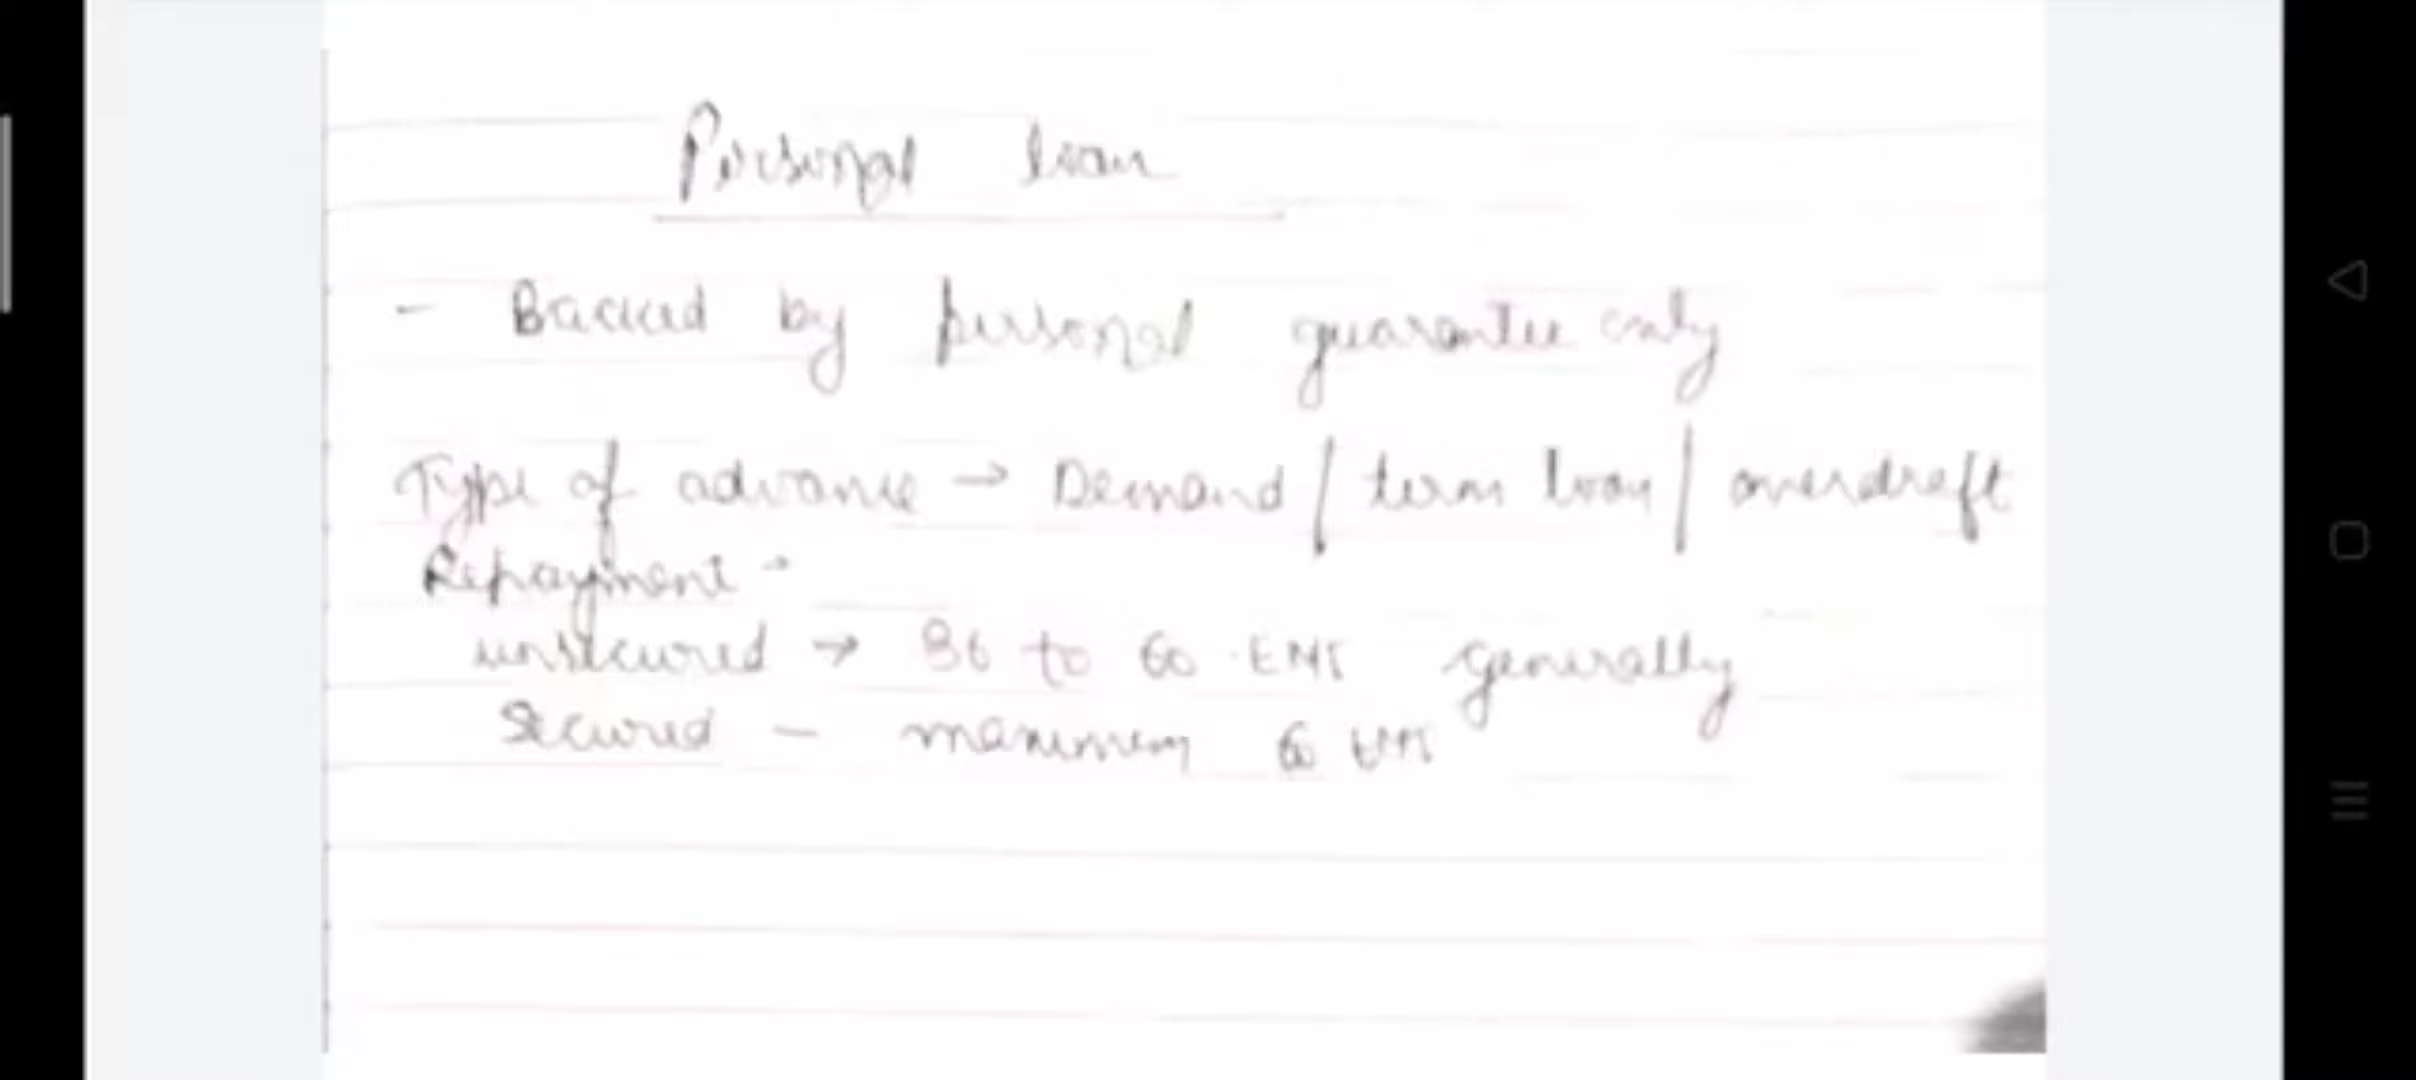 Personal loan
- Backed by personal guarantee only
Type of advance → Demand / term loan / overdraft
Repayment -
unsecured → 36 to 60 EMI generally
Secured - maximum 60 EMI